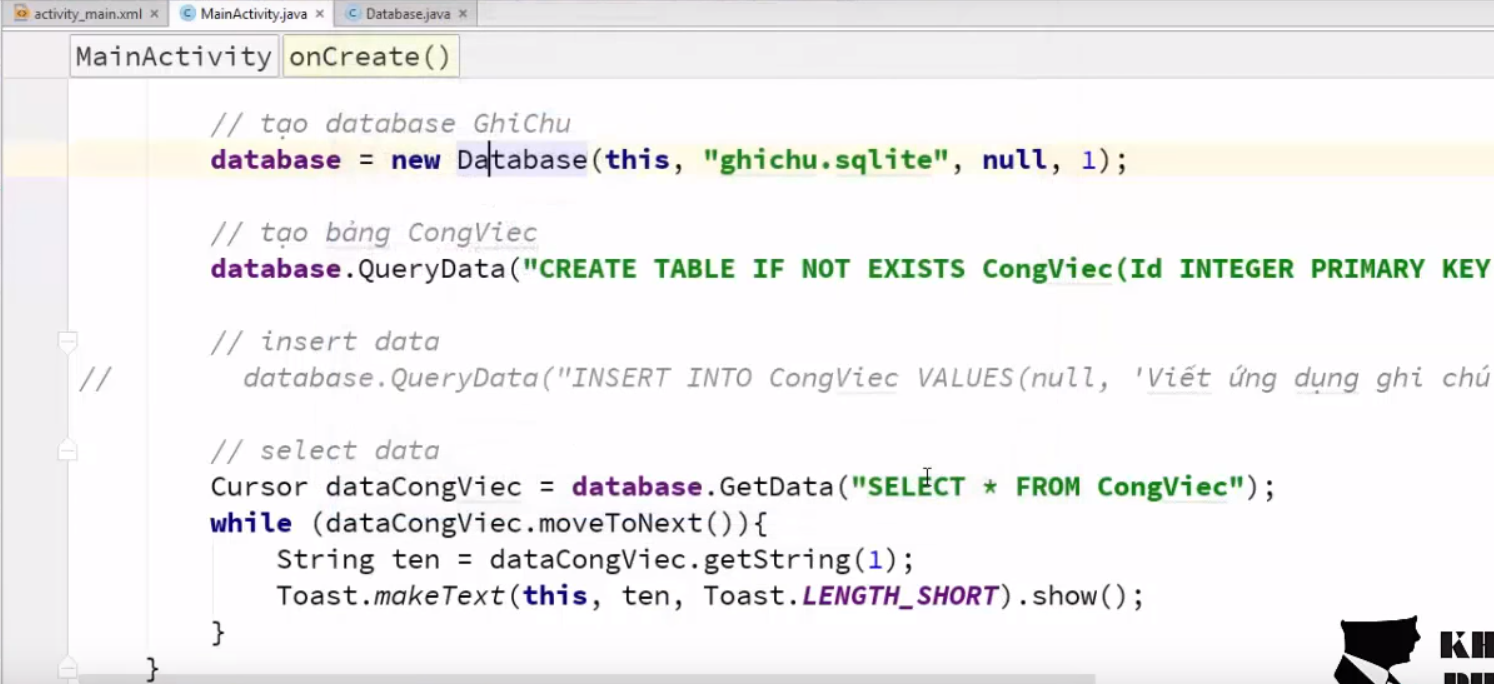 activity_main.xml × MainActivity.java × Database.java ×
MainActivity onCreate()
// tạo database GhiChu
database = new Database(this, "ghichu.sqlite", null, 1);
// tạo bảng CongViec
database.QueryData("CREATE TABLE IF NOT EXISTS CongViec(Id INTEGER PRIMARY KEY
// insert data
// database.QueryData("INSERT INTO CongViec VALUES(null, 'Viết ứng dụng ghi chú
// select data
Cursor dataCongViec = database.GetData("SELECT * FROM CongViec");
while (dataCongViec.moveToNext()){
String ten = dataCongViec.getString(1);
Toast.makeText(this, ten, Toast.LENGTH_SHORT).show();
}
}
KH